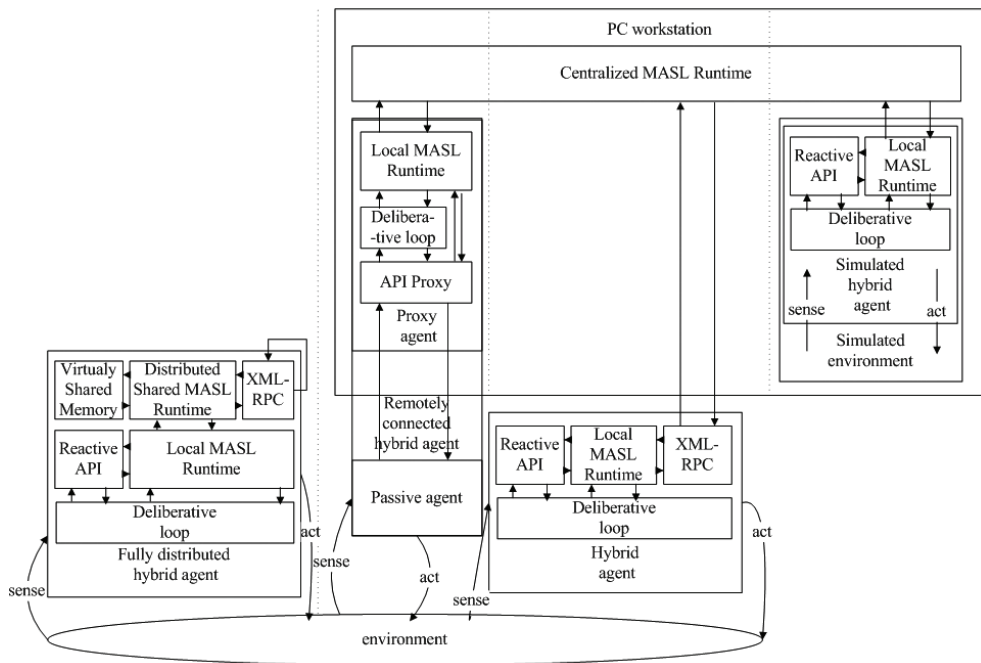 PC workstation
Centralized MASL Runtime
Local MASL
Runtime
Delibera-
-tive loop
API Proxy
Proxy
agent
Remotely
connected
hybrid agent
Passive agent
sense
act
Reactive
API
Local
MASL
Runtime
Deliberative
loop
Simulated
hybrid
agent
sense
act
Simulated
environment
Virtualy
Shared
Memory
Distributed
Shared MASL
Runtime
XML-
RPC
Reactive
API
Local MASL
Runtime
Deliberative
loop
Fully distributed
hybrid agent
sense
act
Reactive
API
Local
MASL
Runtime
XML-
RPC
Deliberative
loop
Hybrid
agent
sense
act
environment